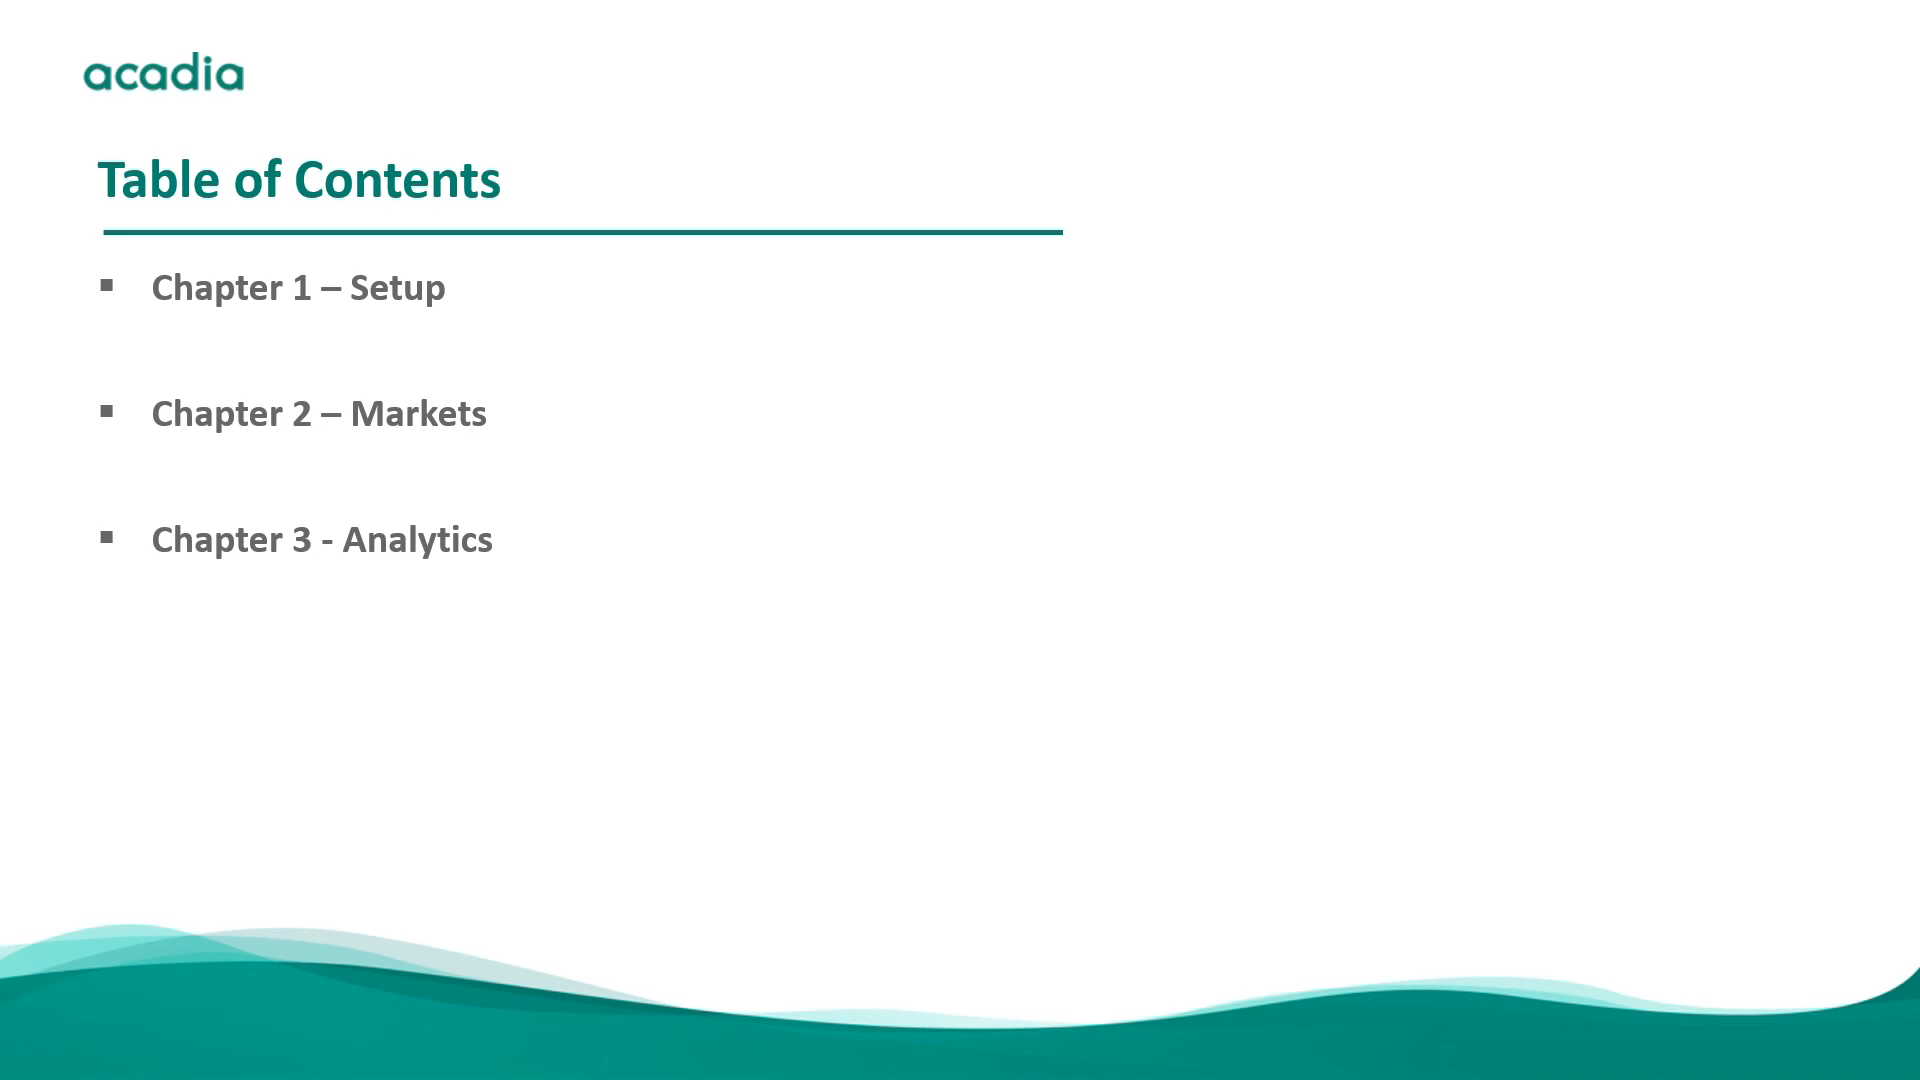 acadia
Table of Contents
▪ Chapter 1 – Setup
▪ Chapter 2 – Markets
▪ Chapter 3 - Analytics